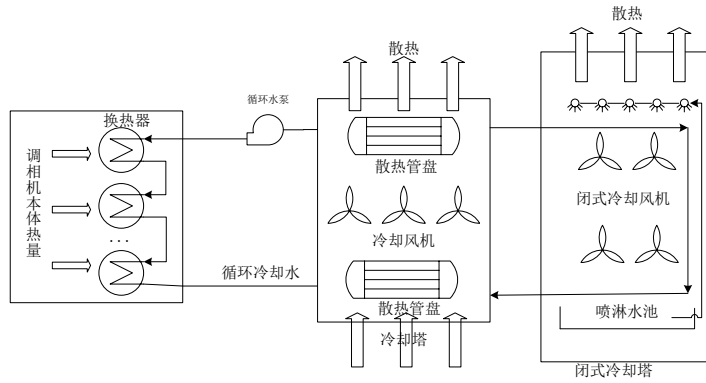 散热
散热
循环水泵
换热器
散热管盘
调相机本体热量
闭式冷却风机
冷却风机
...
循环冷却水
散热管盘
喷淋水池
冷却塔
闭式冷却塔